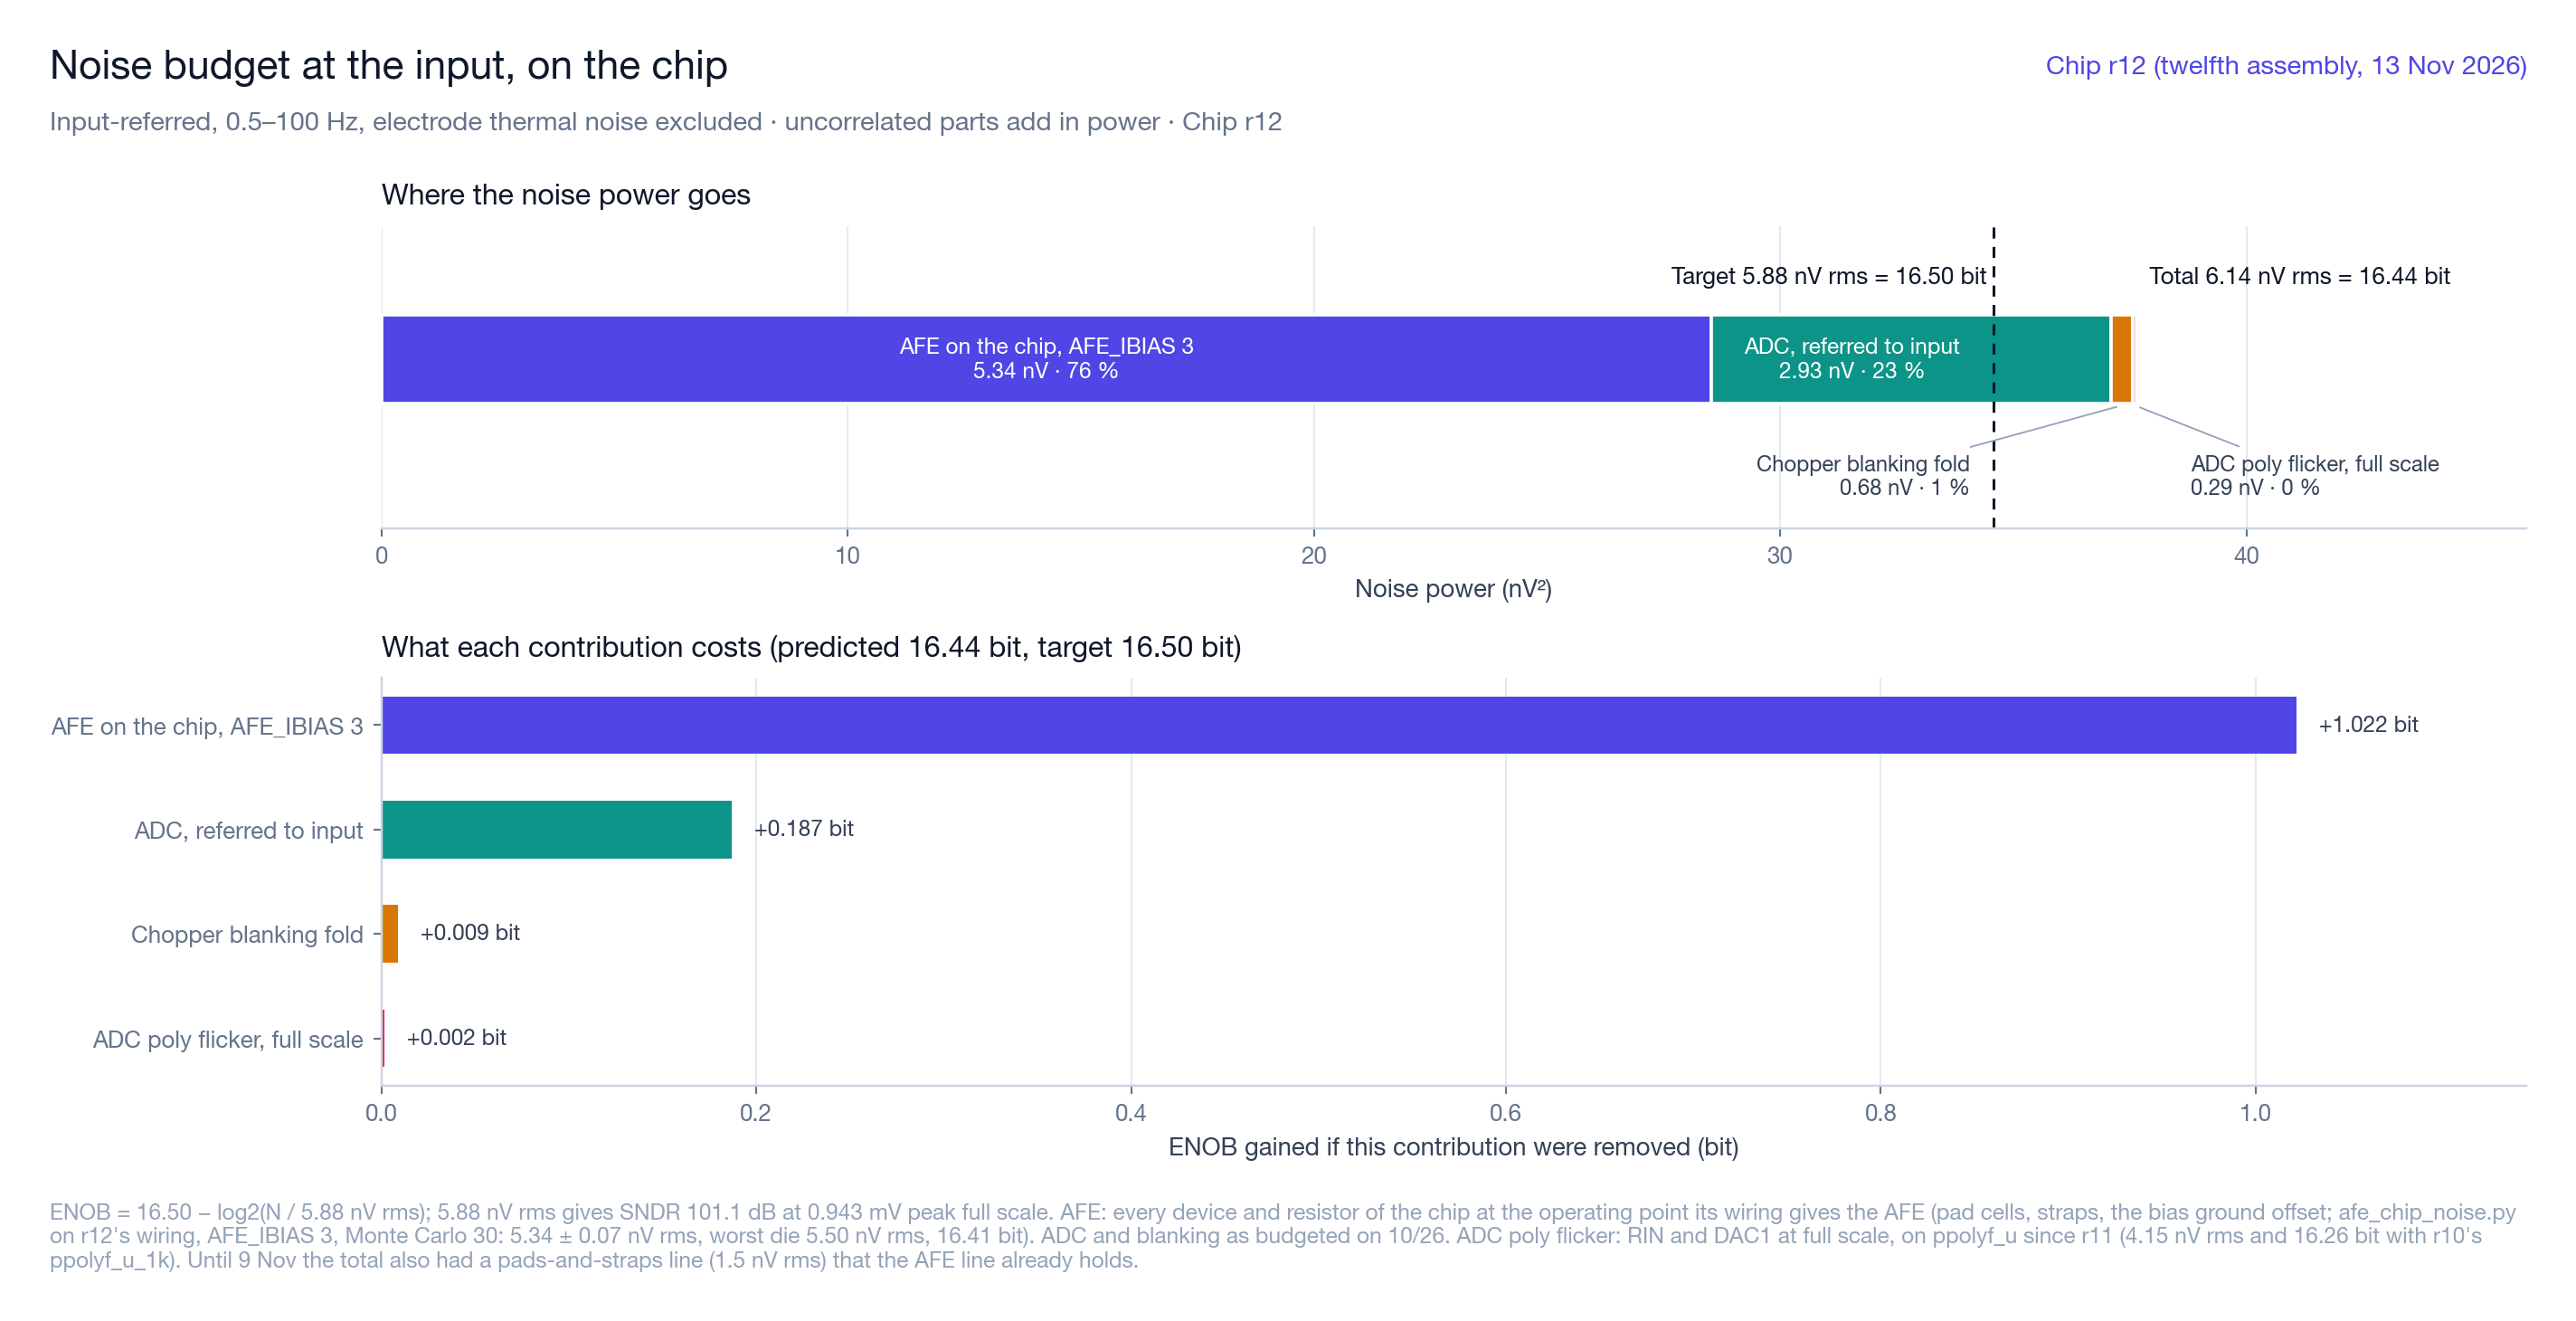 Noise budget at the input, on the chip
Chip r12 (twelfth assembly, 13 Nov 2026)
Input-referred, 0.5–100 Hz, electrode thermal noise excluded · uncorrelated parts add in power · Chip r12
Where the noise power goes
Target 5.88 nV rms = 16.50 bit
Total 6.14 nV rms = 16.44 bit
AFE on the chip, AFE_IBIAS 3
5.34 nV · 76 %
ADC, referred to input
2.93 nV · 23 %
Chopper blanking fold
0.68 nV · 1 %
ADC poly flicker, full scale
0.29 nV · 0 %
0
10
20
30
40
Noise power (nV²)
What each contribution costs (predicted 16.44 bit, target 16.50 bit)
AFE on the chip, AFE_IBIAS 3
+1.022 bit
ADC, referred to input
+0.187 bit
Chopper blanking fold
+0.009 bit
ADC poly flicker, full scale
+0.002 bit
0.0
0.2
0.4
0.6
0.8
1.0
ENOB gained if this contribution were removed (bit)
ENOB = 16.50 − log2(N / 5.88 nV rms); 5.88 nV rms gives SNDR 101.1 dB at 0.943 mV peak full scale. AFE: every device and resistor of the chip at the operating point its wiring gives the AFE (pad cells, straps, the bias ground offset; afe_chip_noise.py
on r12's wiring, AFE_IBIAS 3, Monte Carlo 30: 5.34 ± 0.07 nV rms, worst die 5.50 nV rms, 16.41 bit). ADC and blanking as budgeted on 10/26. ADC poly flicker: RIN and DAC1 at full scale, on ppolyf_u since r11 (4.15 nV rms and 16.26 bit with r10's
ppolyf_u_1k). Until 9 Nov the total also had a pads-and-straps line (1.5 nV rms) that the AFE line already holds.